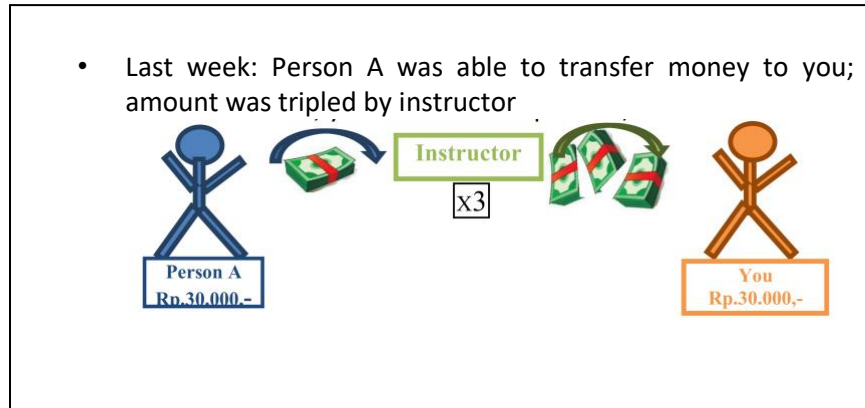 • Last week: Person A was able to transfer money to you;
amount was tripled by instructor
Instructor
x3
Person A
Rp.30.000,-
You
Rp.30.000,-